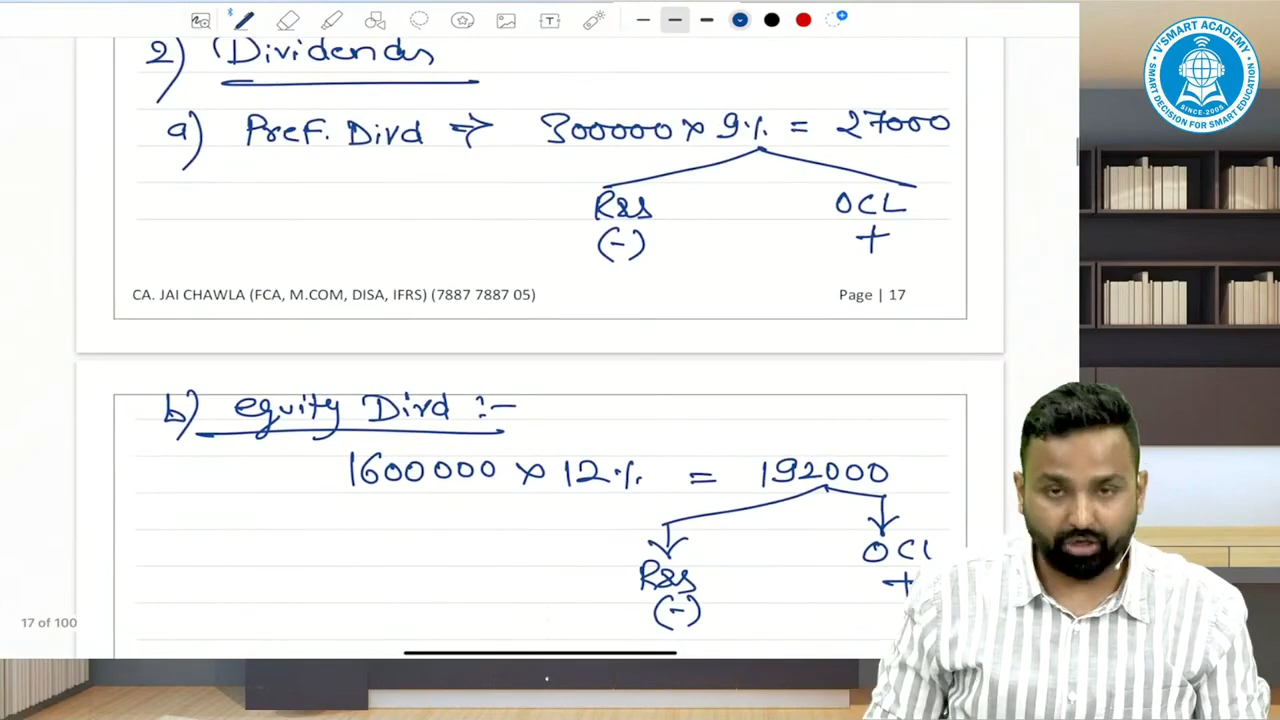 2) Dividends
a) Pref. Divd ⇒ 300000 × 9% = 27000
R&S OCL
(-) +
CA. JAI CHAWLA (FCA, M.COM, DISA, IFRS) (7887 7887 05) Page | 17
b) equity Divd :-
1600000 × 12% = 192000
R&S OCL
(-) +
17 of 100
V'SMART ACADEMY
SINCE-2005
SMART DECISION FOR SMART EDUCATION